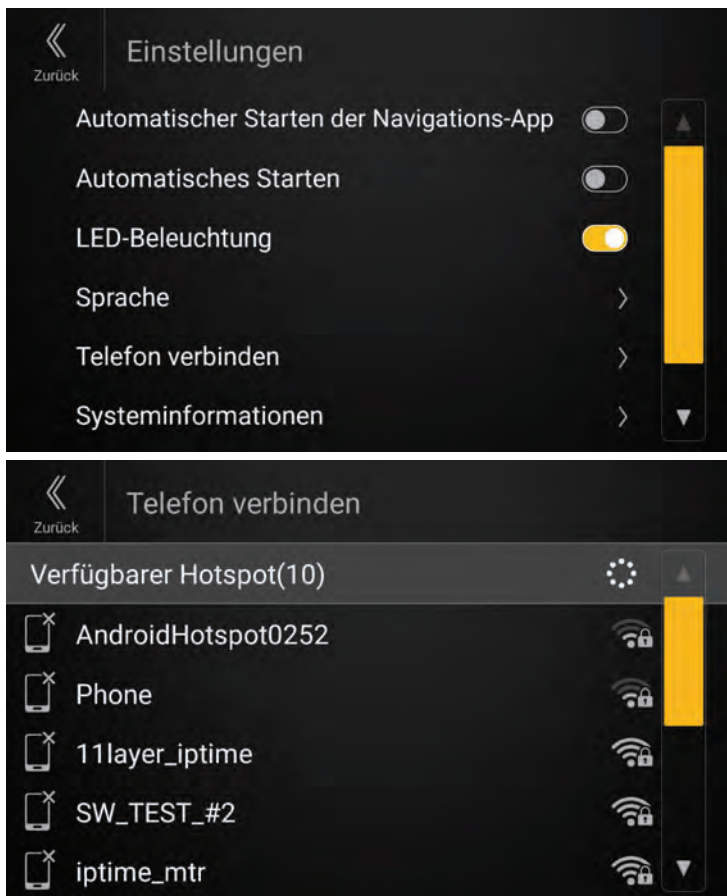 Zurück
Einstellungen
Automatischer Starten der Navigations-App
Automatisches Starten
LED-Beleuchtung
Sprache
Telefon verbinden
Systeminformationen
Zurück
Telefon verbinden
Verfügbarer Hotspot(10)
AndroidHotspot0252
Phone
11layer_iptime
SW_TEST_#2
iptime_mtr